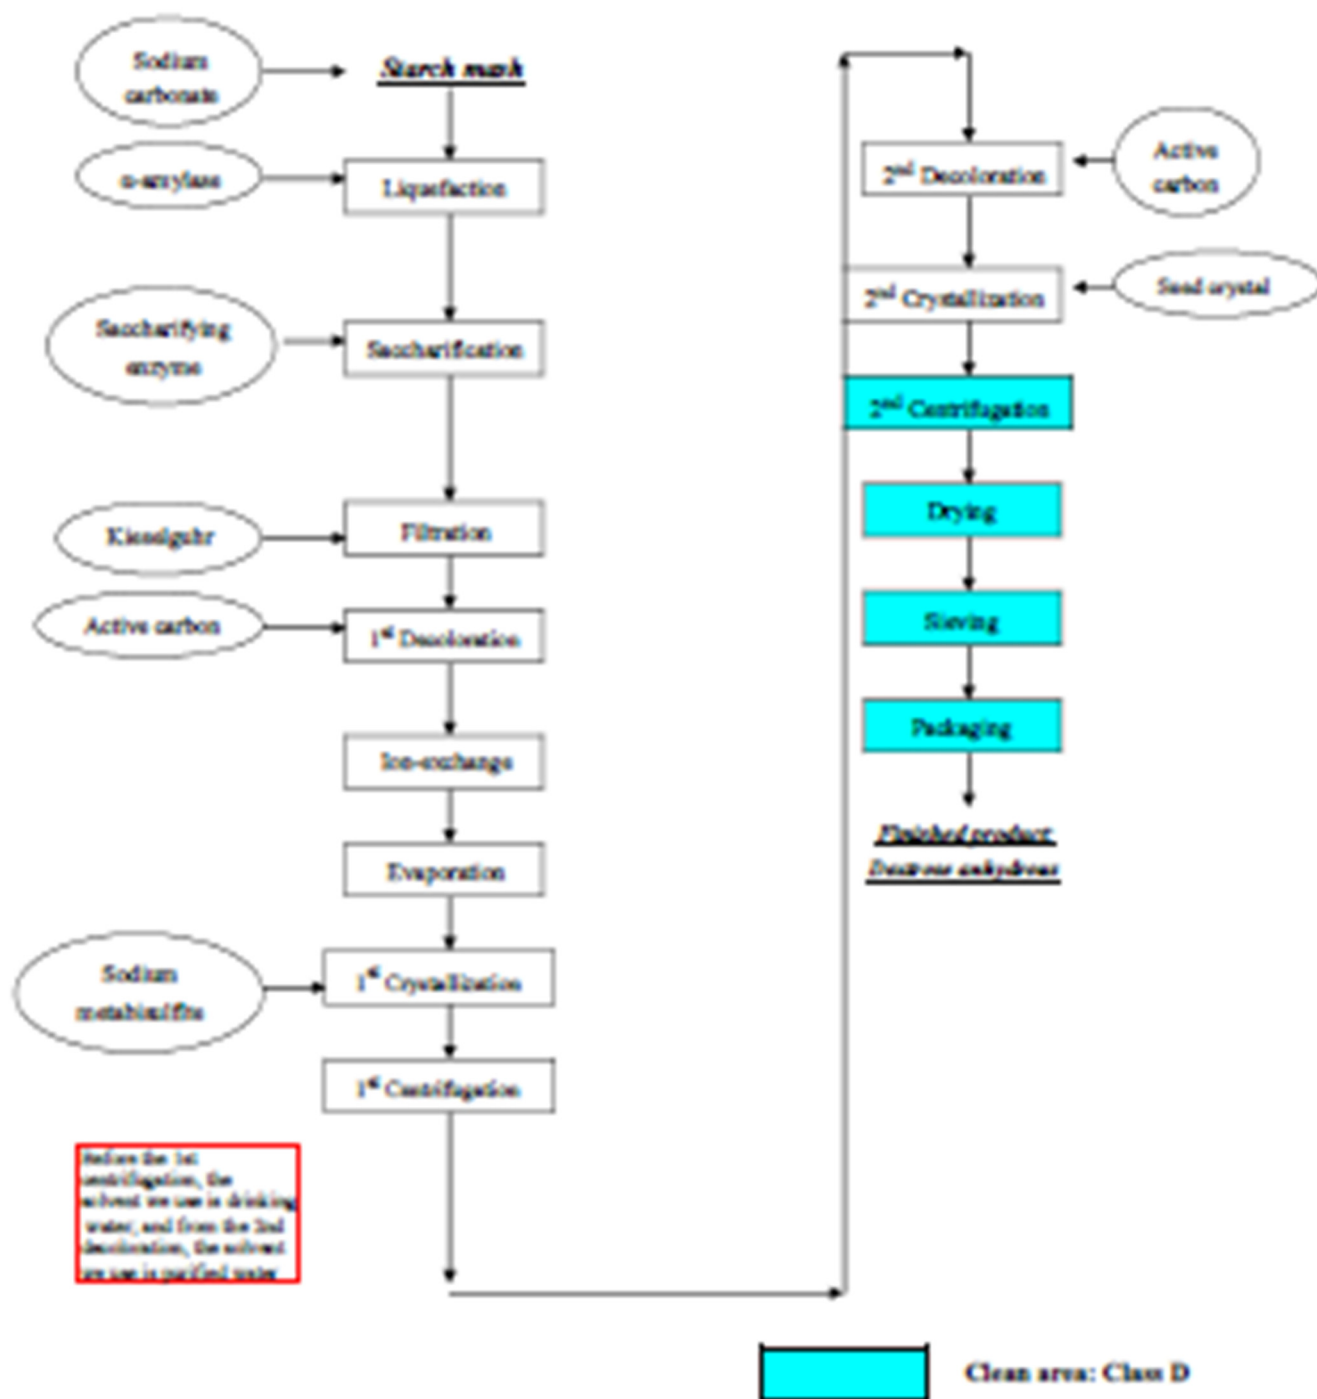 Sodium
carbonate
Starch mash
α-amylase
Liquefaction
Saccharifying
enzyme
Saccharification
Kieselguhr
Filtration
Active carbon
1st Decoloration
Ion-exchange
Evaporation
Sodium
metabisulfite
1st Crystallization
1st Centrifugation
Before the 1st
centrifugation, the
solvent we use is drinking
water, and from the 2nd
decoloration, the solvent
we use is purified water
2nd Decoloration
Active
carbon
2nd Crystallization
Seed crystal
2nd Centrifugation
Drying
Sieving
Packaging
Finished product
Dextrose anhydrous
Clean area: Class D